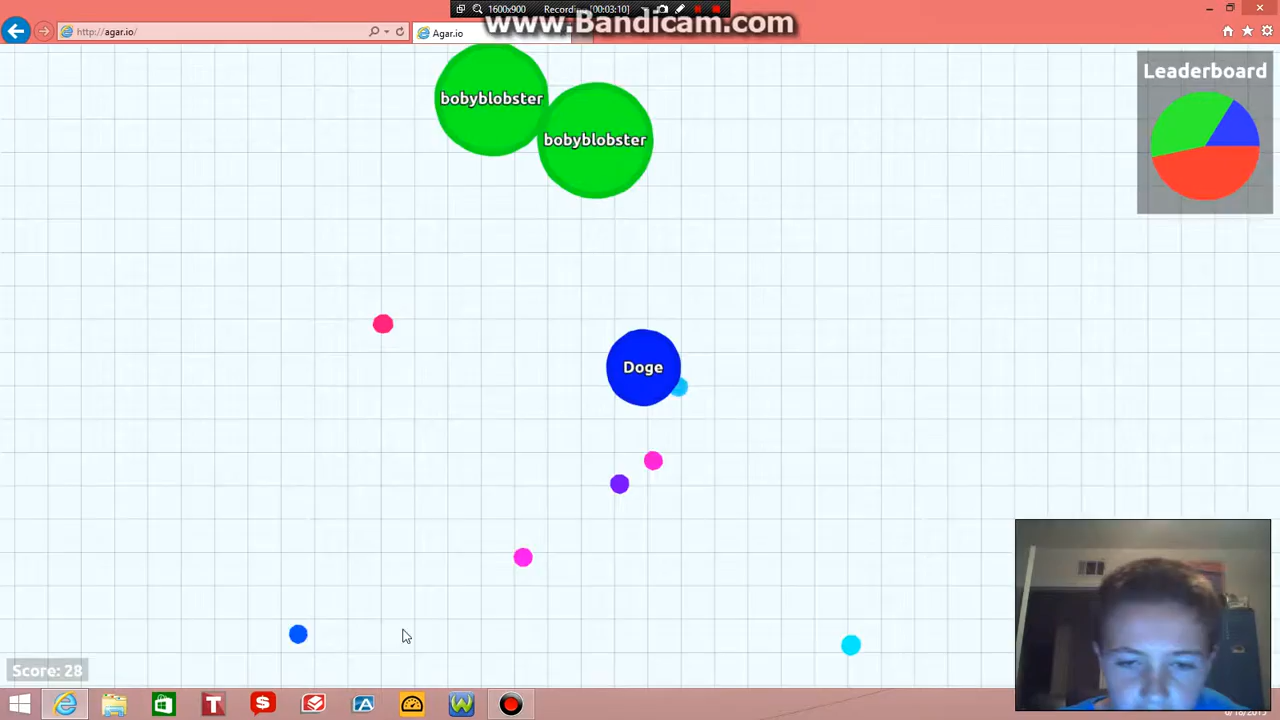 1600x900 Recording [00:03:10]
www.Bandicam.com
http://agar.io/
Agar.io
Leaderboard
bobyblobster
bobyblobster
Doge
Score: 28